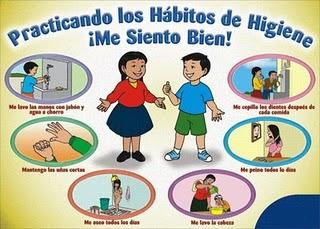 Practicando los Hábitos de Higiene
¡Me Siento Bien!
Me lavo las manos con jabón y
agua a chorro
Me cepillo los dientes después de
cada comida
Mantengo las uñas cortas
Me peino todos lo días
Me aseo todos los días
Me lavo la cabeza